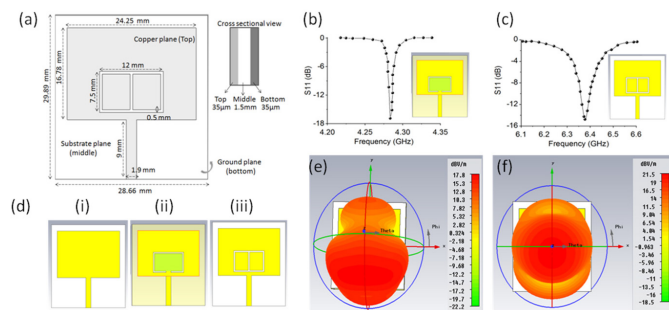 (a)
24.25 mm
Copper plane (Top)
16.78 mm
12 mm
7.5 mm
0.5mm
29.89 mm
Substrate plane
(middle)
9 mm
1.9mm
Ground plane
(bottom)
28.66 mm
Cross sectional view
Top Middle Bottom
35μm 1.5mm 35μm
(b)
S11 (dB)
0
-6
-12
-18
4.20 4.25 4.30 4.35
Frequency (GHz)
(c)
S11 (dB)
0
-4
-8
-12
-16
6.1 6.2 6.3 6.4 6.5 6.6
Frequency (GHz)
(d)
(i)
(ii)
(iii)
(e)
Theta
Phi
dBV/m
17.8
15.3
12.8
10.3
7.82
5.32
2.82
0.324
-2.18
-4.68
-7.18
-9.68
-12.2
-14.7
-17.2
-19.7
-22.2
(f)
Theta
Phi
dBV/m
21.5
19
16.5
14
11.5
9.04
6.54
4.04
1.54
-0.963
-3.46
-5.96
-8.46
-11
-13.5
-16
-18.5